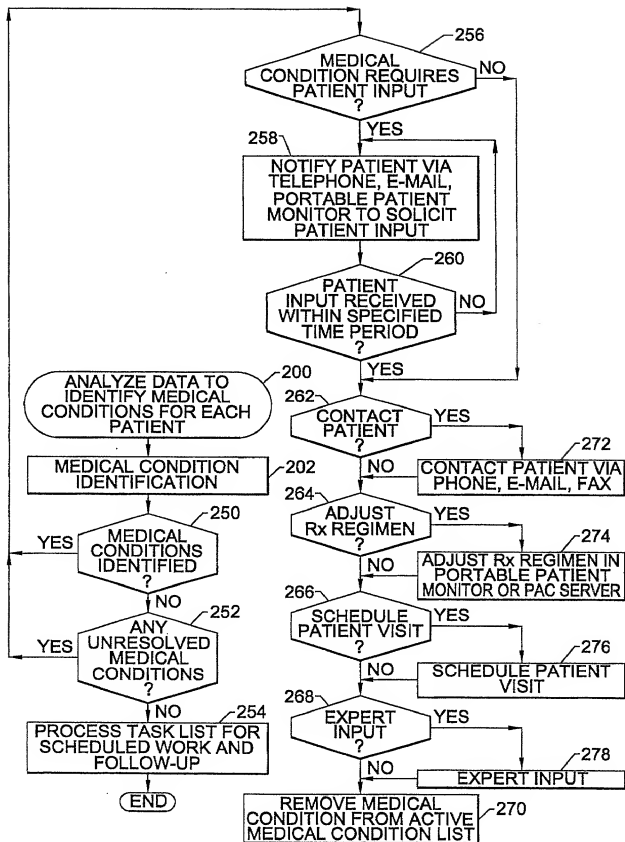 256
MEDICAL
CONDITION REQUIRES
PATIENT INPUT
?
NO
YES
258
NOTIFY PATIENT VIA
TELEPHONE, E-MAIL,
PORTABLE PATIENT
MONITOR TO SOLICIT
PATIENT INPUT
260
PATIENT
INPUT RECEIVED
WITHIN SPECIFIED
TIME PERIOD
?
NO
YES
200
ANALYZE DATA TO
IDENTIFY MEDICAL
CONDITIONS FOR EACH
PATIENT
202
MEDICAL CONDITION
IDENTIFICATION
250
MEDICAL
CONDITIONS
IDENTIFIED
?
YES
NO
252
ANY
UNRESOLVED
MEDICAL
CONDITIONS
?
YES
NO
254
PROCESS TASK LIST FOR
SCHEDULED WORK AND
FOLLOW-UP
END
262
CONTACT
PATIENT
?
YES
NO
272
CONTACT PATIENT VIA
PHONE, E-MAIL, FAX
264
ADJUST
Rx REGIMEN
?
YES
NO
274
ADJUST Rx REGIMEN IN
PORTABLE PATIENT
MONITOR OR PAC SERVER
266
SCHEDULE
PATIENT VISIT
?
YES
NO
276
SCHEDULE PATIENT
VISIT
268
EXPERT
INPUT
?
YES
NO
278
EXPERT INPUT
270
REMOVE MEDICAL
CONDITION FROM ACTIVE
MEDICAL CONDITION LIST